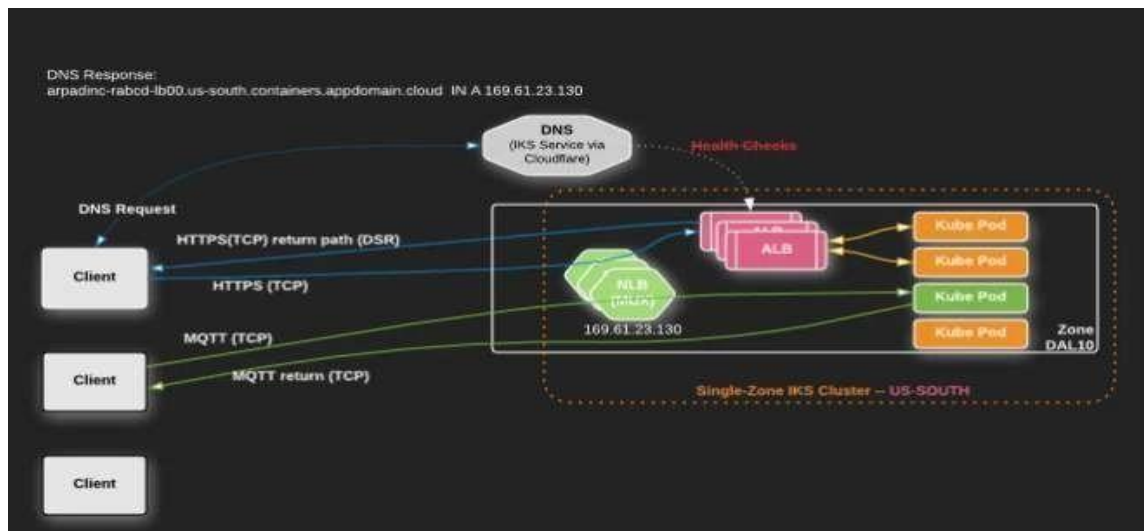 DNS Response:
arpadinc-rabcd-lb00.us-south.containers.appdomain.cloud IN A 169.61.23.130
DNS
(IKS Service via
Cloudflare)
Health Checks
DNS Request
HTTPS(TCP) return path (DSR)
Client
HTTPS (TCP)
ALB
ALB
Kube Pod
Kube Pod
NLB
(MUX)
Kube Pod
169.61.23.130
Kube Pod
Zone
DAL10
MQTT (TCP)
MQTT return (TCP)
Client
Single-Zone IKS Cluster -- US-SOUTH
Client